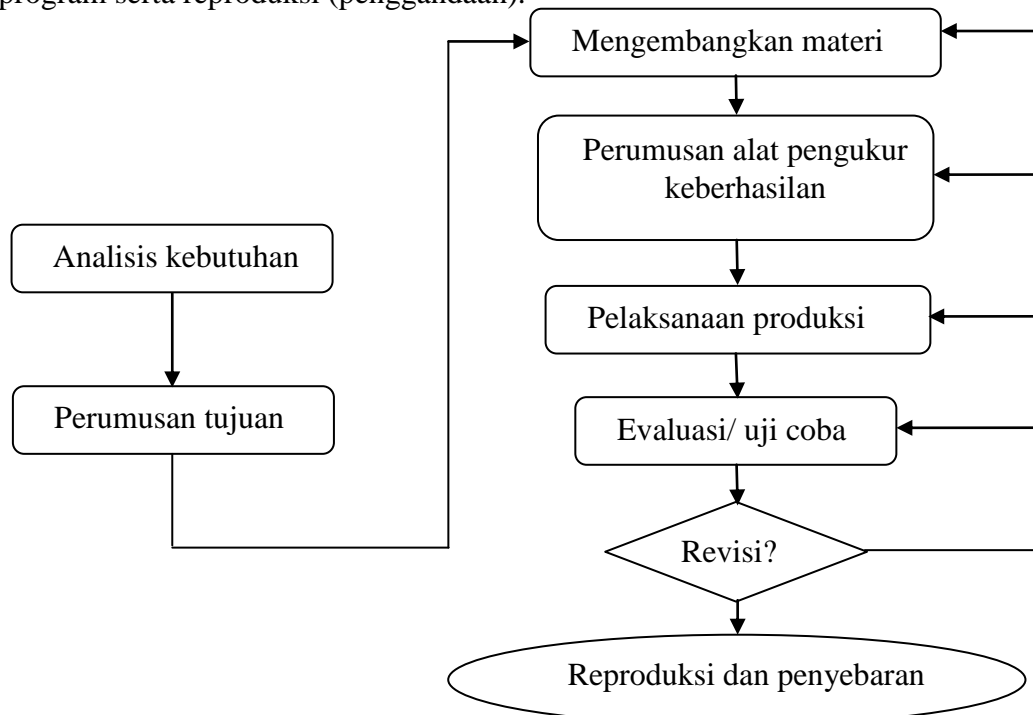 program serta reproduksi (penggandaan).
Analisis kebutuhan
Perumusan tujuan
Mengembangkan materi
Perumusan alat pengukur
keberhasilan
Pelaksanaan produksi
Evaluasi/ uji coba
Revisi?
Reproduksi dan penyebaran